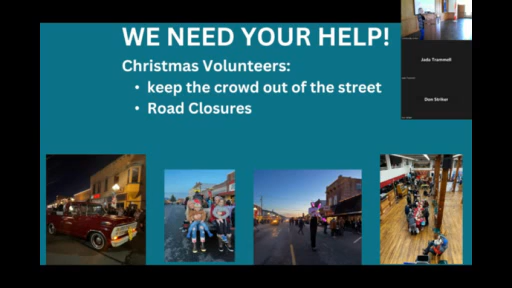 WE NEED YOUR HELP!
Christmas Volunteers:
• keep the crowd out of the street
• Road Closures
Jada Trammell
Don Striker